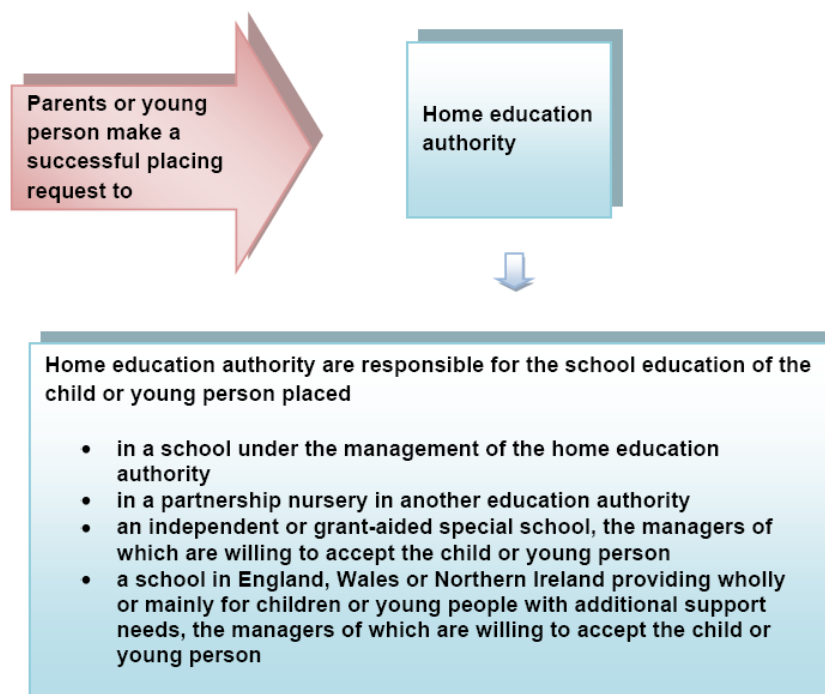 Parents or young
person make a
successful placing
request to
Home education
authority
Home education authority are responsible for the school education of the
child or young person placed
• in a school under the management of the home education
authority
• in a partnership nursery in another education authority
• an independent or grant-aided special school, the managers of
which are willing to accept the child or young person
• a school in England, Wales or Northern Ireland providing wholly
or mainly for children or young people with additional support
needs, the managers of which are willing to accept the child or
young person